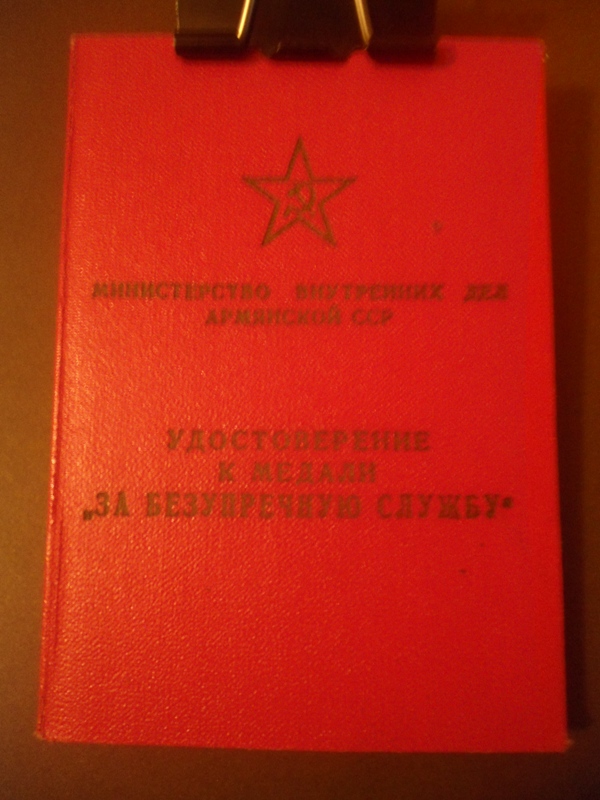 МИНИСТЕРСТВО ВНУТРЕННИХ ДЕЛ
АРМЯНСКОЙ ССР
УДОСТОВЕРЕНИЕ
К МЕДАЛИ
„ЗА БЕЗУПРЕЧНУЮ СЛУЖБУ“